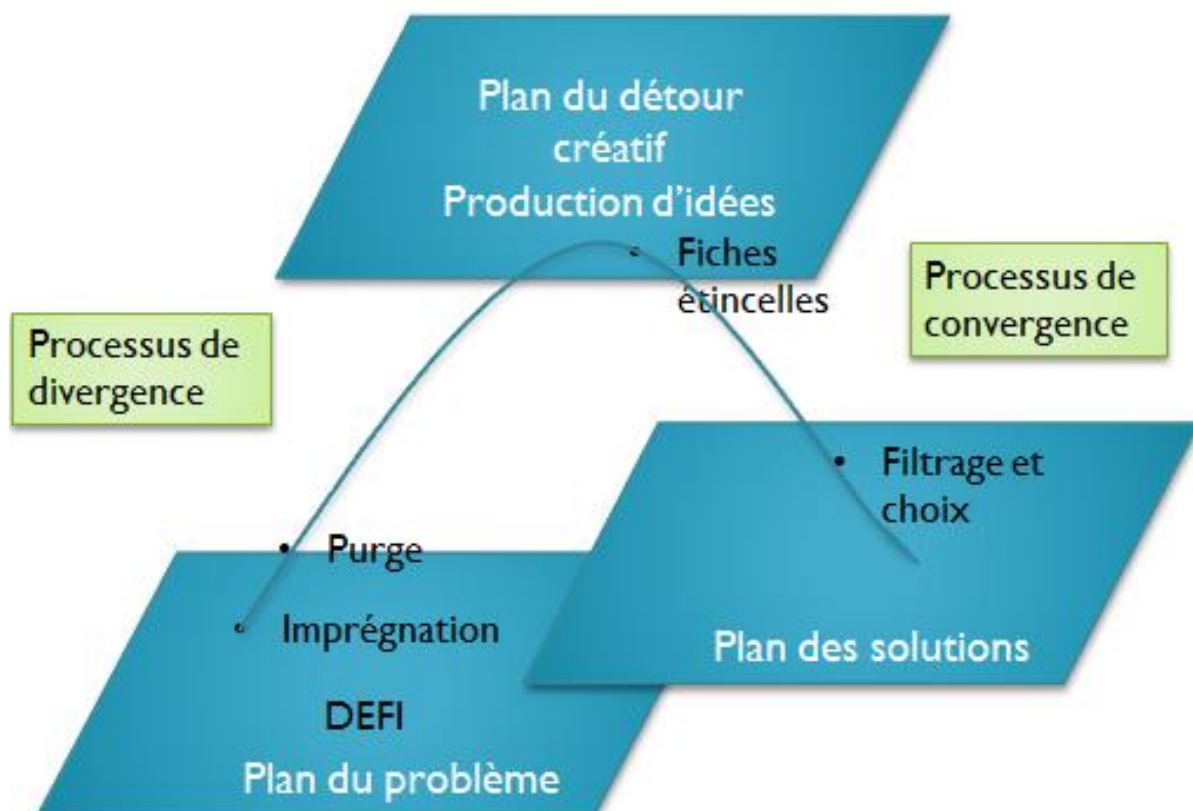 Plan du détour
créatif
Production d'idées
• Fiches
étincelles
Processus de
convergence
Processus de
divergence
• Filtrage et
choix
• Purge
• Imprégnation
Plan des solutions
DEFI
Plan du problème